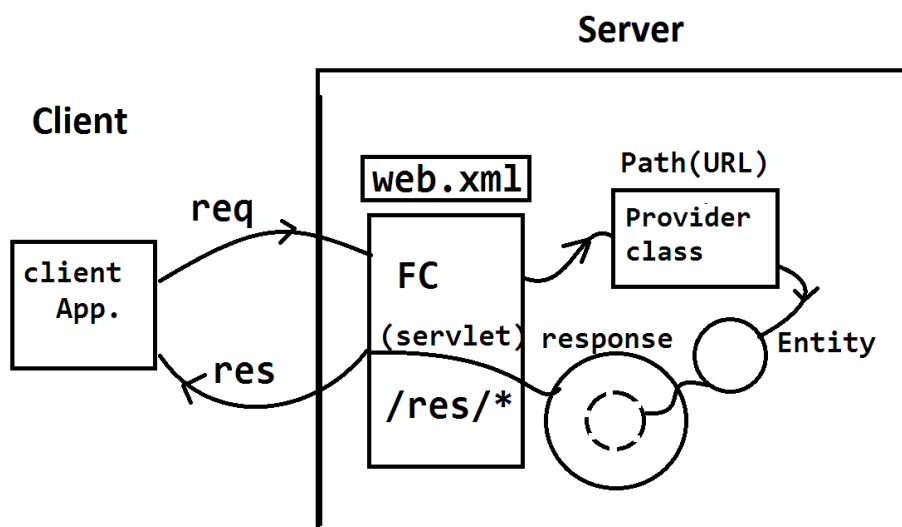 Server
Client
Path(URL)
web.xml
req
Provider
class
client
App.
FC
(servlet)
response
Entity
res
/res/*